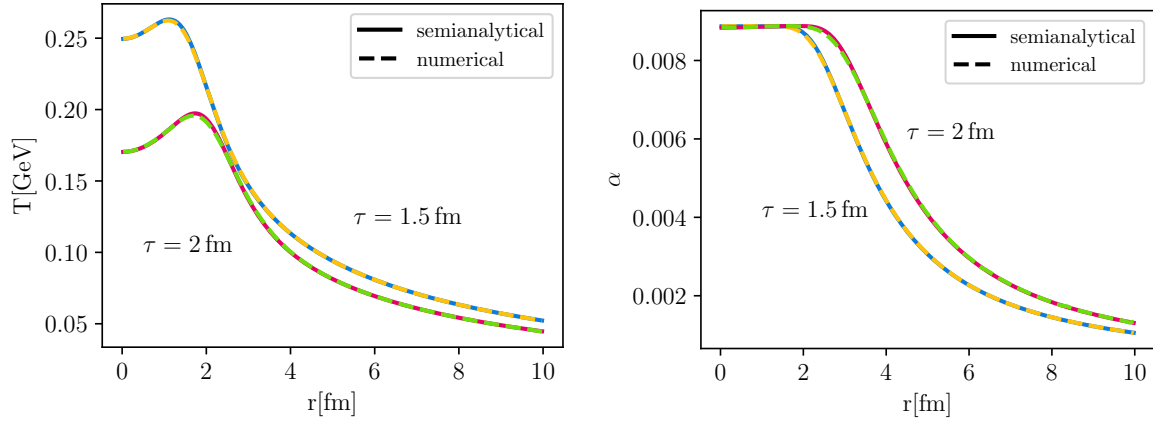 T[GeV]
0.25
0.20
0.15
0.10
0.05
semianalytical
numerical
τ = 1.5 fm
τ = 2 fm
0 2 4 6 8 10
r[fm]
α
0.008
0.006
0.004
0.002
semianalytical
numerical
τ = 2 fm
τ = 1.5 fm
0 2 4 6 8 10
r[fm]